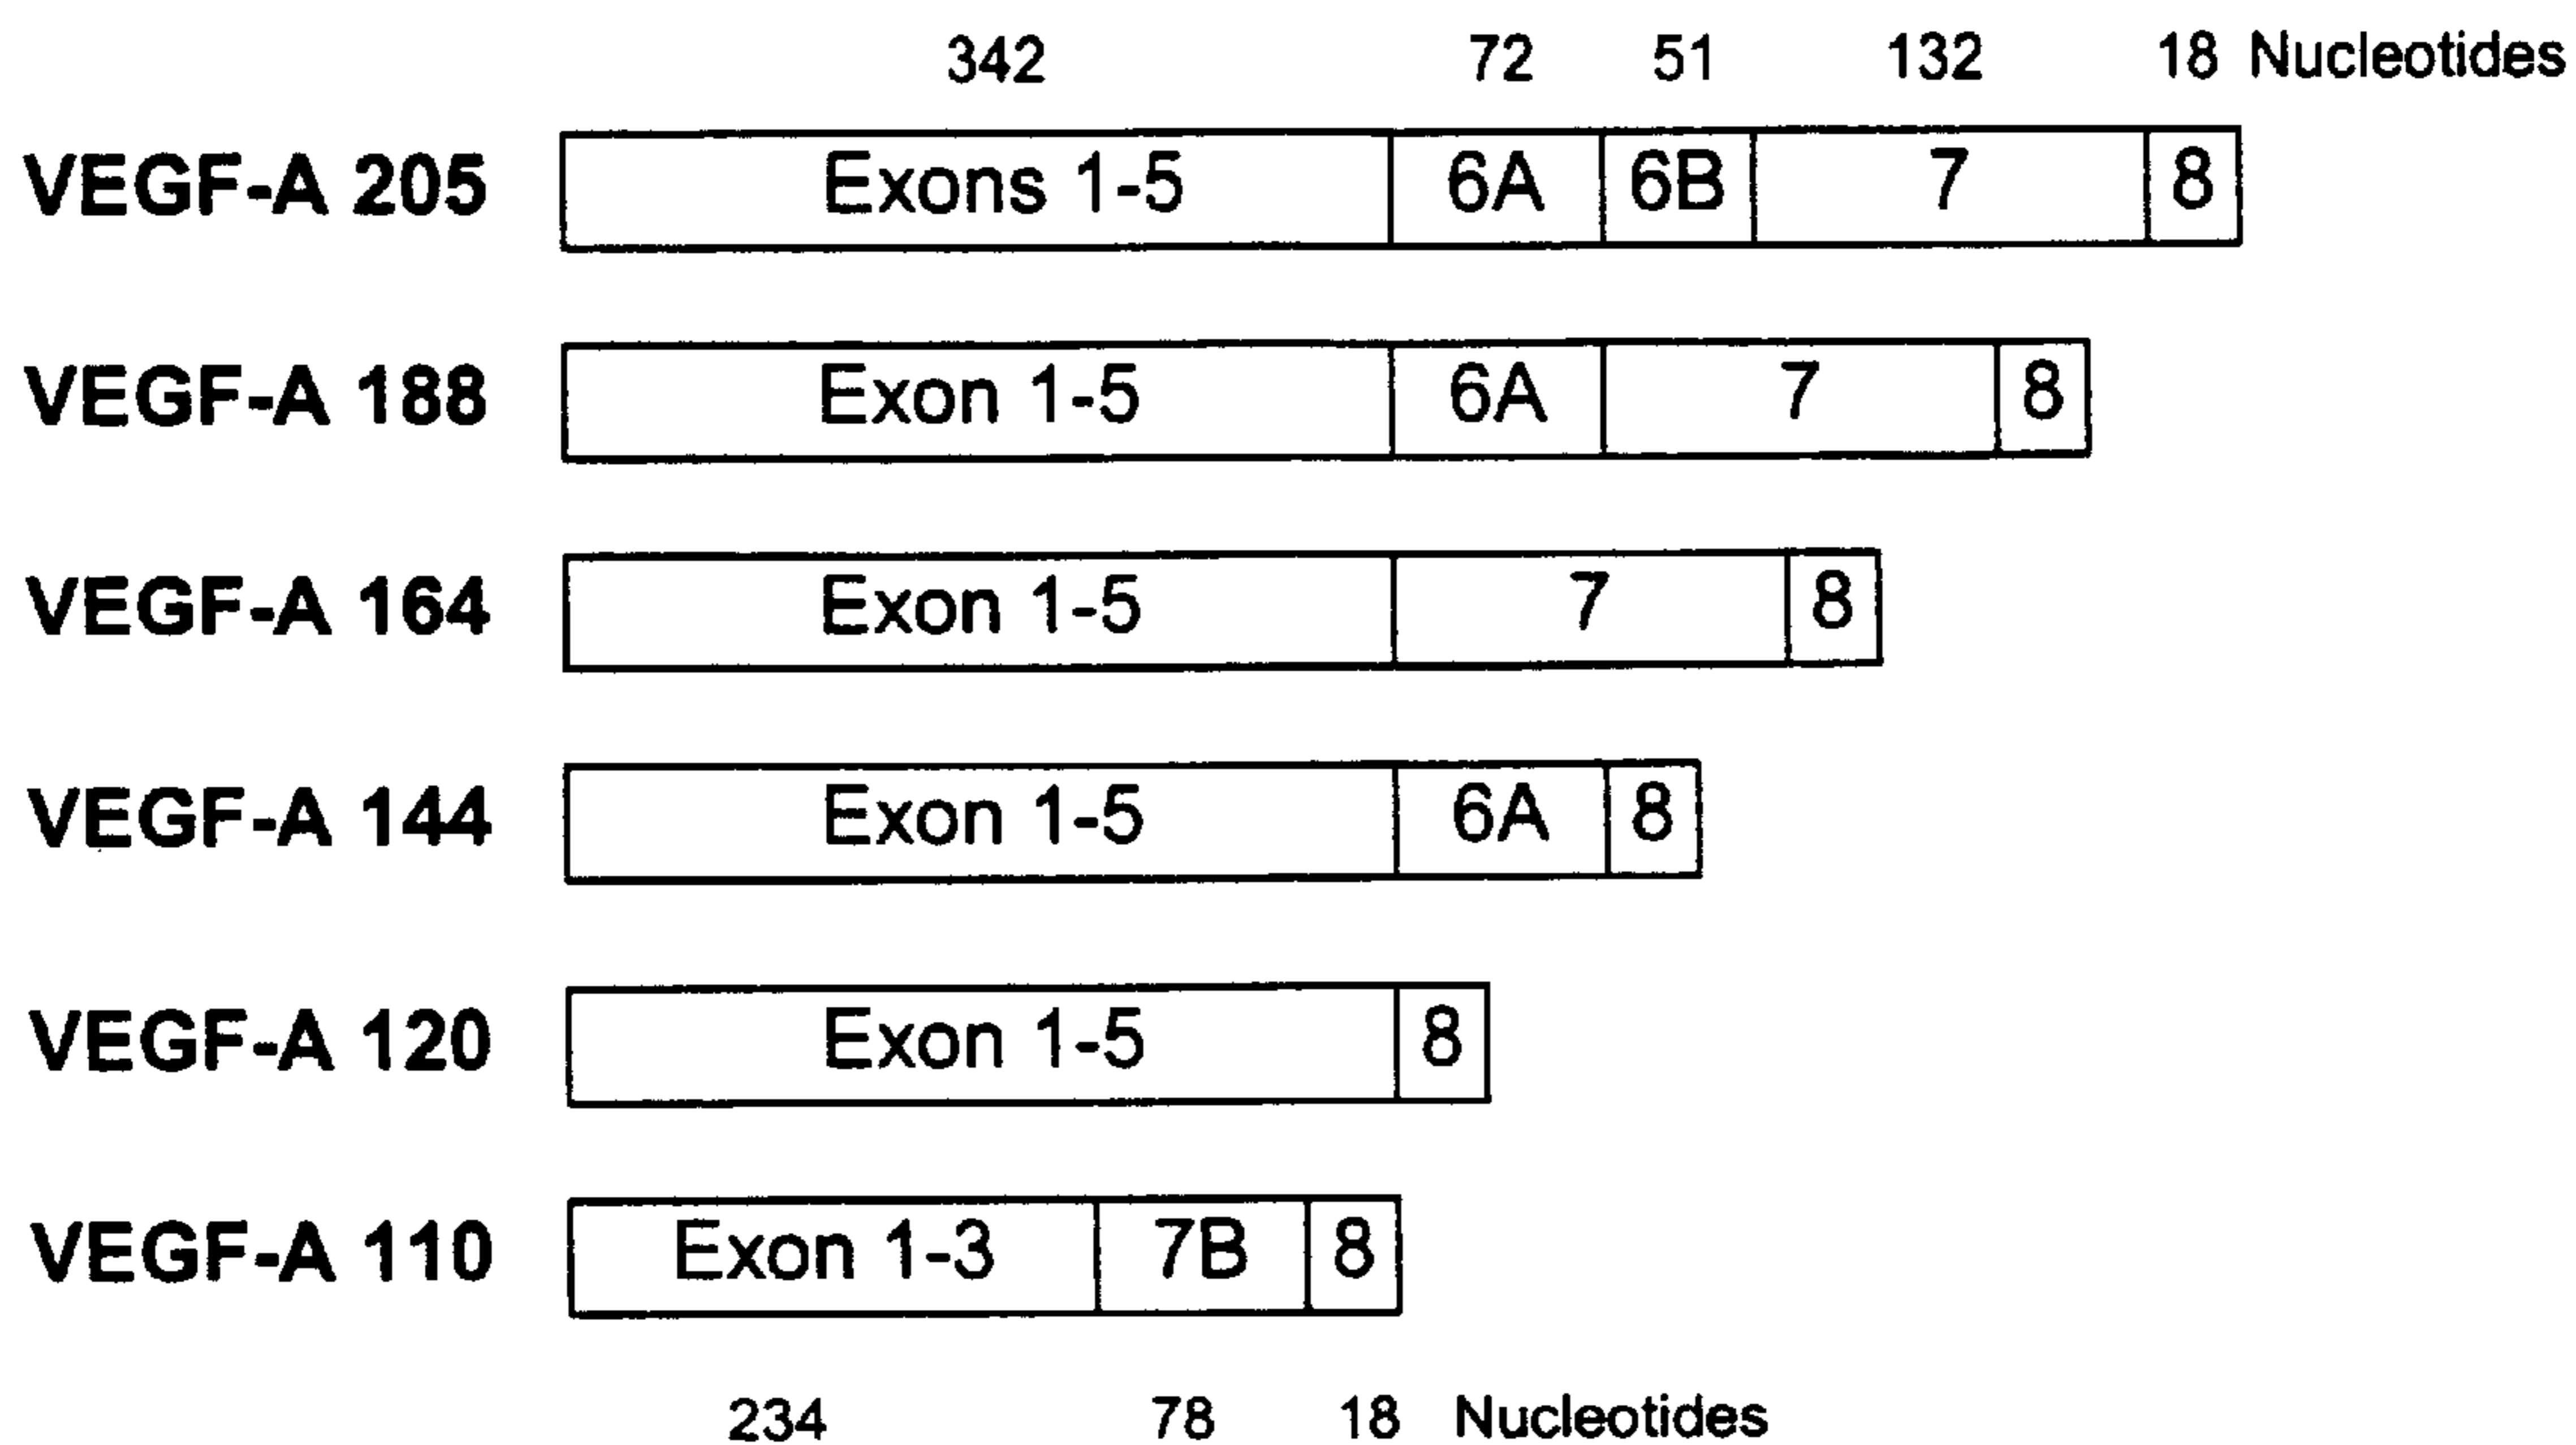 342 72 51 132 18 Nucleotides
VEGF-A 205 Exons 1-5 6A 6B 7 8
VEGF-A 188 Exon 1-5 6A 7 8
VEGF-A 164 Exon 1-5 7 8
VEGF-A 144 Exon 1-5 6A 8
VEGF-A 120 Exon 1-5 8
VEGF-A 110 Exon 1-3 7B 8
234 78 18 Nucleotides